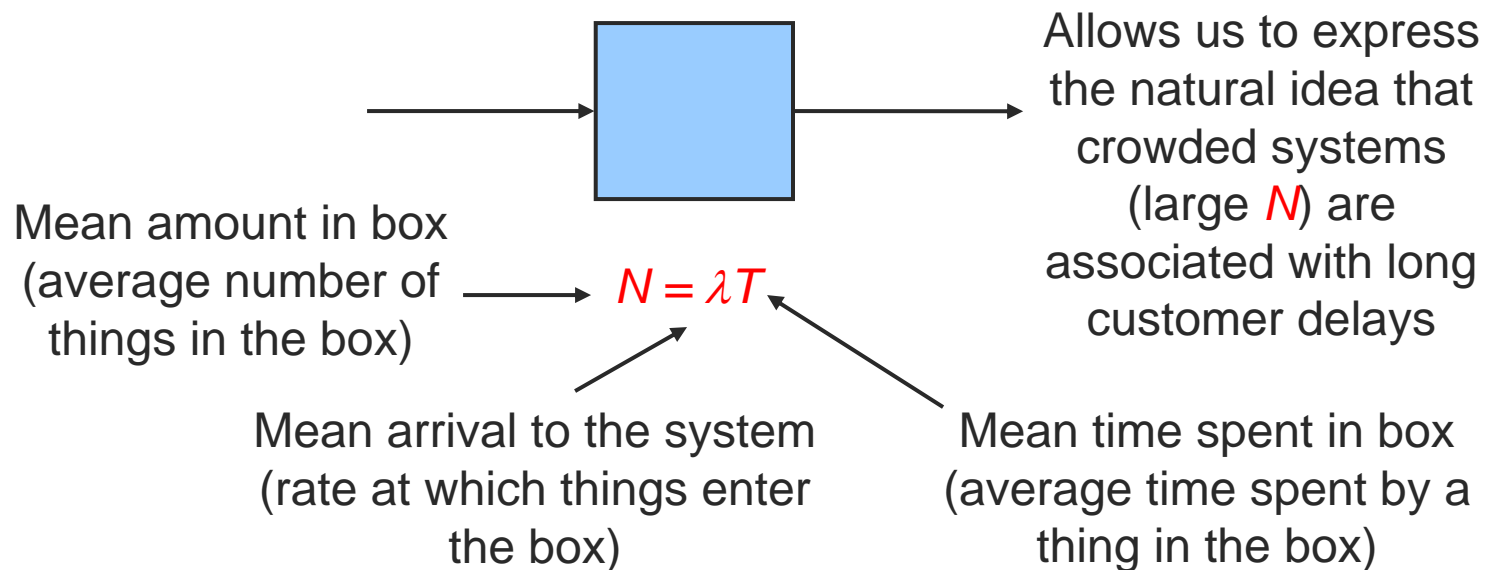 Allows us to express
the natural idea that
crowded systems
(large N) are
associated with long
customer delays
Mean amount in box
(average number of
things in the box)
N = λT
Mean arrival to the system
(rate at which things enter
the box)
Mean time spent in box
(average time spent by a
thing in the box)